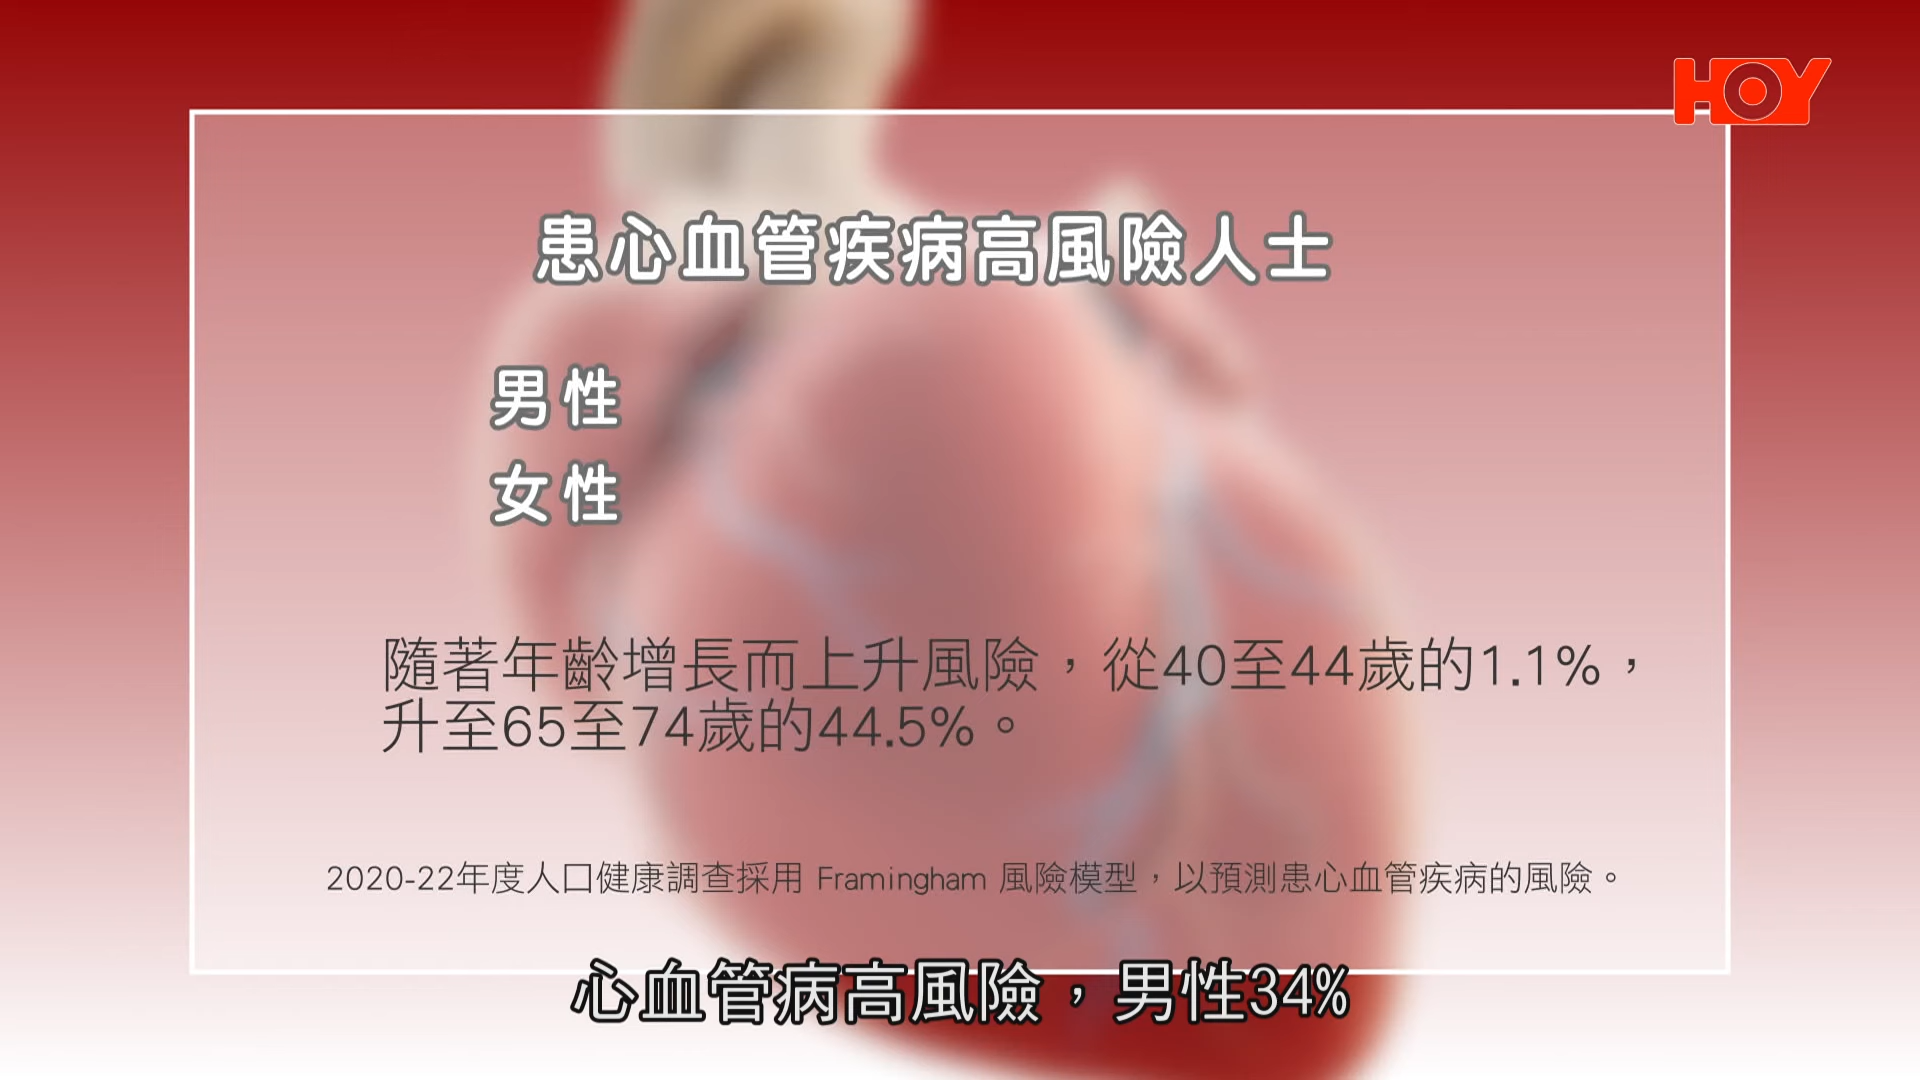 HOY
患心血管疾病高風險人士
男性
女性
隨著年齡增長而上升風險，從40至44歲的1.1%，
升至65至74歲的44.5%。
2020-22年度人口健康調查採用 Framingham 風險模型，以預測患心血管疾病的風險。
心血管病高風險，男性34%